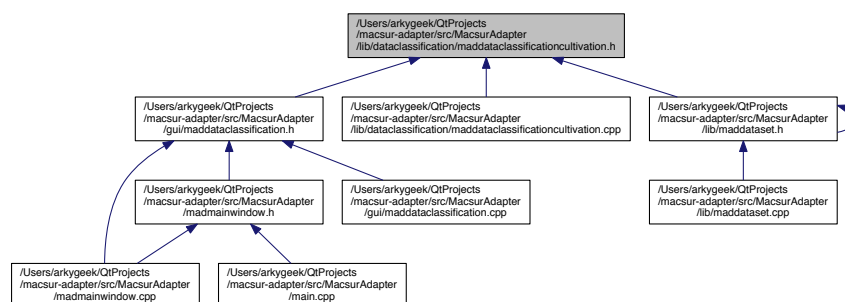 /Users/arkygeek/QtProjects
/macsur-adapter/src/MacsurAdapter
/lib/dataclassification/maddataclassificationcultivation.h
/Users/arkygeek/QtProjects
/macsur-adapter/src/MacsurAdapter
/gui/maddataclassification.h
/Users/arkygeek/QtProjects
/macsur-adapter/src/MacsurAdapter
/lib/dataclassification/maddataclassificationcultivation.cpp
/Users/arkygeek/QtProjects
/macsur-adapter/src/MacsurAdapter
/lib/maddataset.h
/Users/arkygeek/QtProjects
/macsur-adapter/src/MacsurAdapter
/madmainwindow.h
/Users/arkygeek/QtProjects
/macsur-adapter/src/MacsurAdapter
/gui/maddataclassification.cpp
/Users/arkygeek/QtProjects
/macsur-adapter/src/MacsurAdapter
/lib/maddataset.cpp
/Users/arkygeek/QtProjects
/macsur-adapter/src/MacsurAdapter
/madmainwindow.cpp
/Users/arkygeek/QtProjects
/macsur-adapter/src/MacsurAdapter
/main.cpp